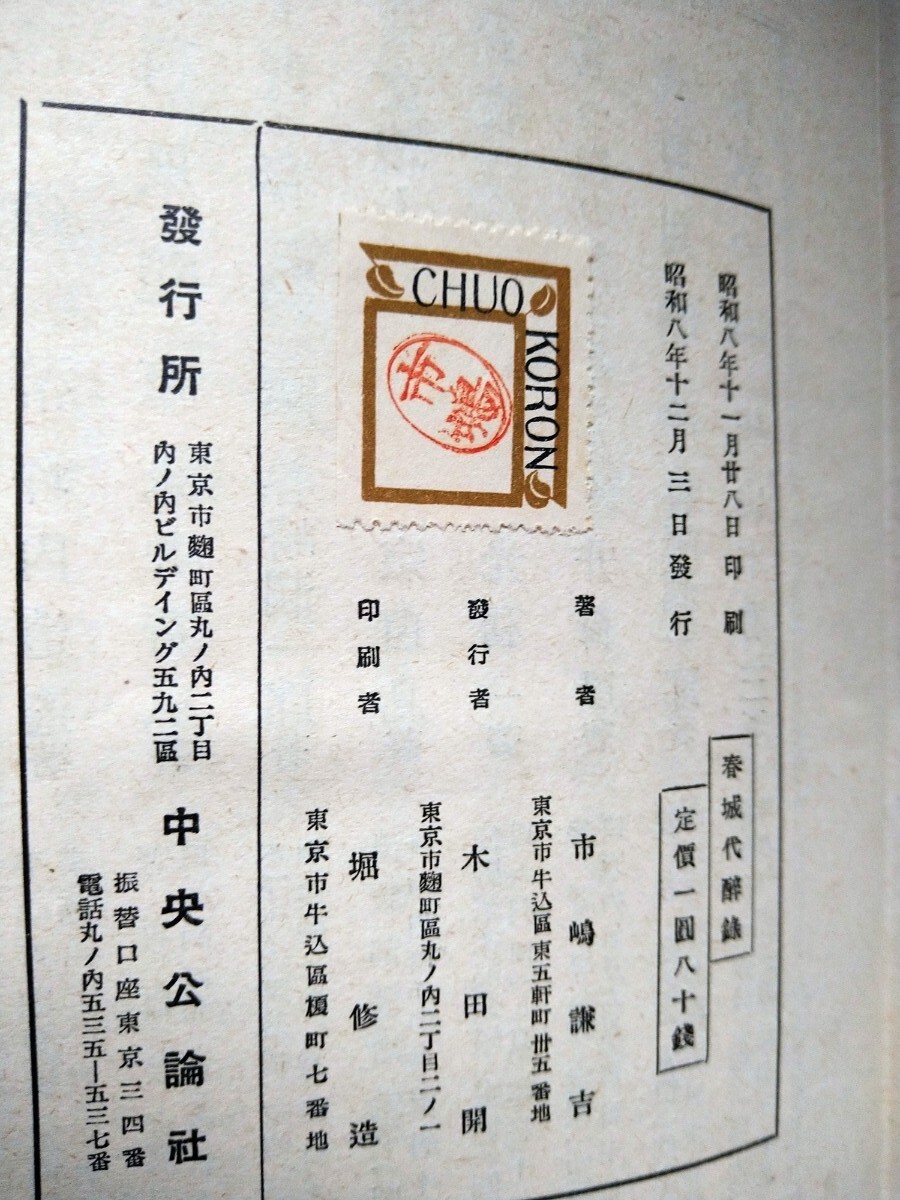 昭和八年十一月廿八日印刷
昭和八年十二月三日發行
春城代醉錄
定價一圓八十錢
CHUO
KORON
市嶋
著者
市嶋謙吉
東京市牛込區東五軒町卅五番地
發行者
木田開
東京市麴町區丸ノ內二丁目二ノ一
印刷者
堀修造
東京市牛込區榎町七番地
發行所
東京市麴町區丸ノ內二丁目
內ノ內ビルデイング五九二區
中央公論社
振替口座東京三四番
電話丸ノ內五三五―五三七番